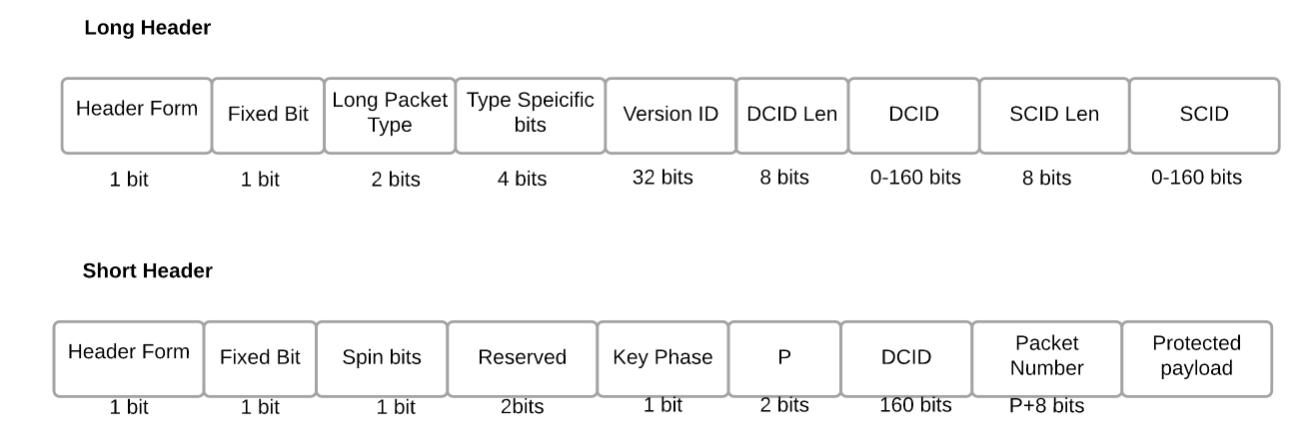 Long Header
Header Form
Fixed Bit
Long Packet
Type
Type Speicific
bits
Version ID
DCID Len
DCID
SCID Len
SCID
1 bit
1 bit
2 bits
4 bits
32 bits
8 bits
0-160 bits
8 bits
0-160 bits
Short Header
Header Form
Fixed Bit
Spin bits
Reserved
Key Phase
P
DCID
Packet
Number
Protected
payload
1 bit
1 bit
1 bit
2bits
1 bit
2 bits
160 bits
P+8 bits